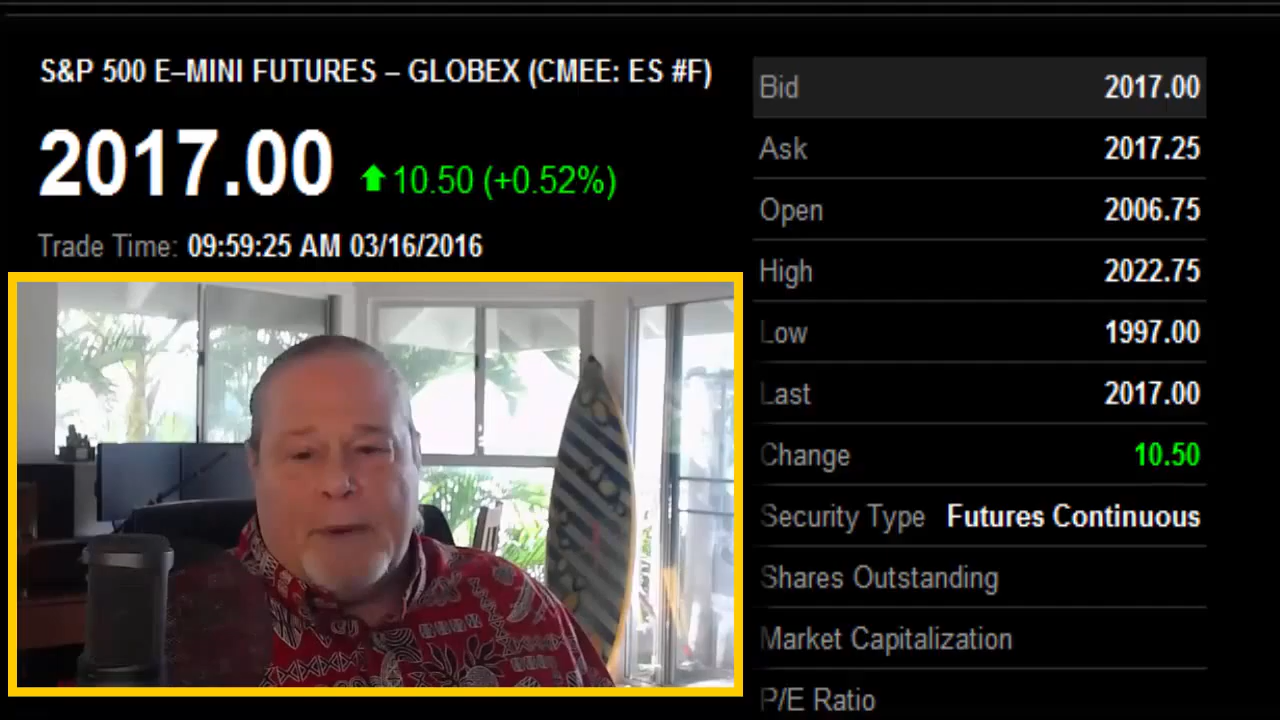 S&P 500 E–MINI FUTURES – GLOBEX (CMEE: ES #F)
2017.00 10.50 (+0.52%)
Trade Time: 09:59:25 AM 03/16/2016
Bid 2017.00
Ask 2017.25
Open 2006.75
High 2022.75
Low 1997.00
Last 2017.00
Change 10.50
Security Type Futures Continuous
Shares Outstanding
Market Capitalization
P/E Ratio